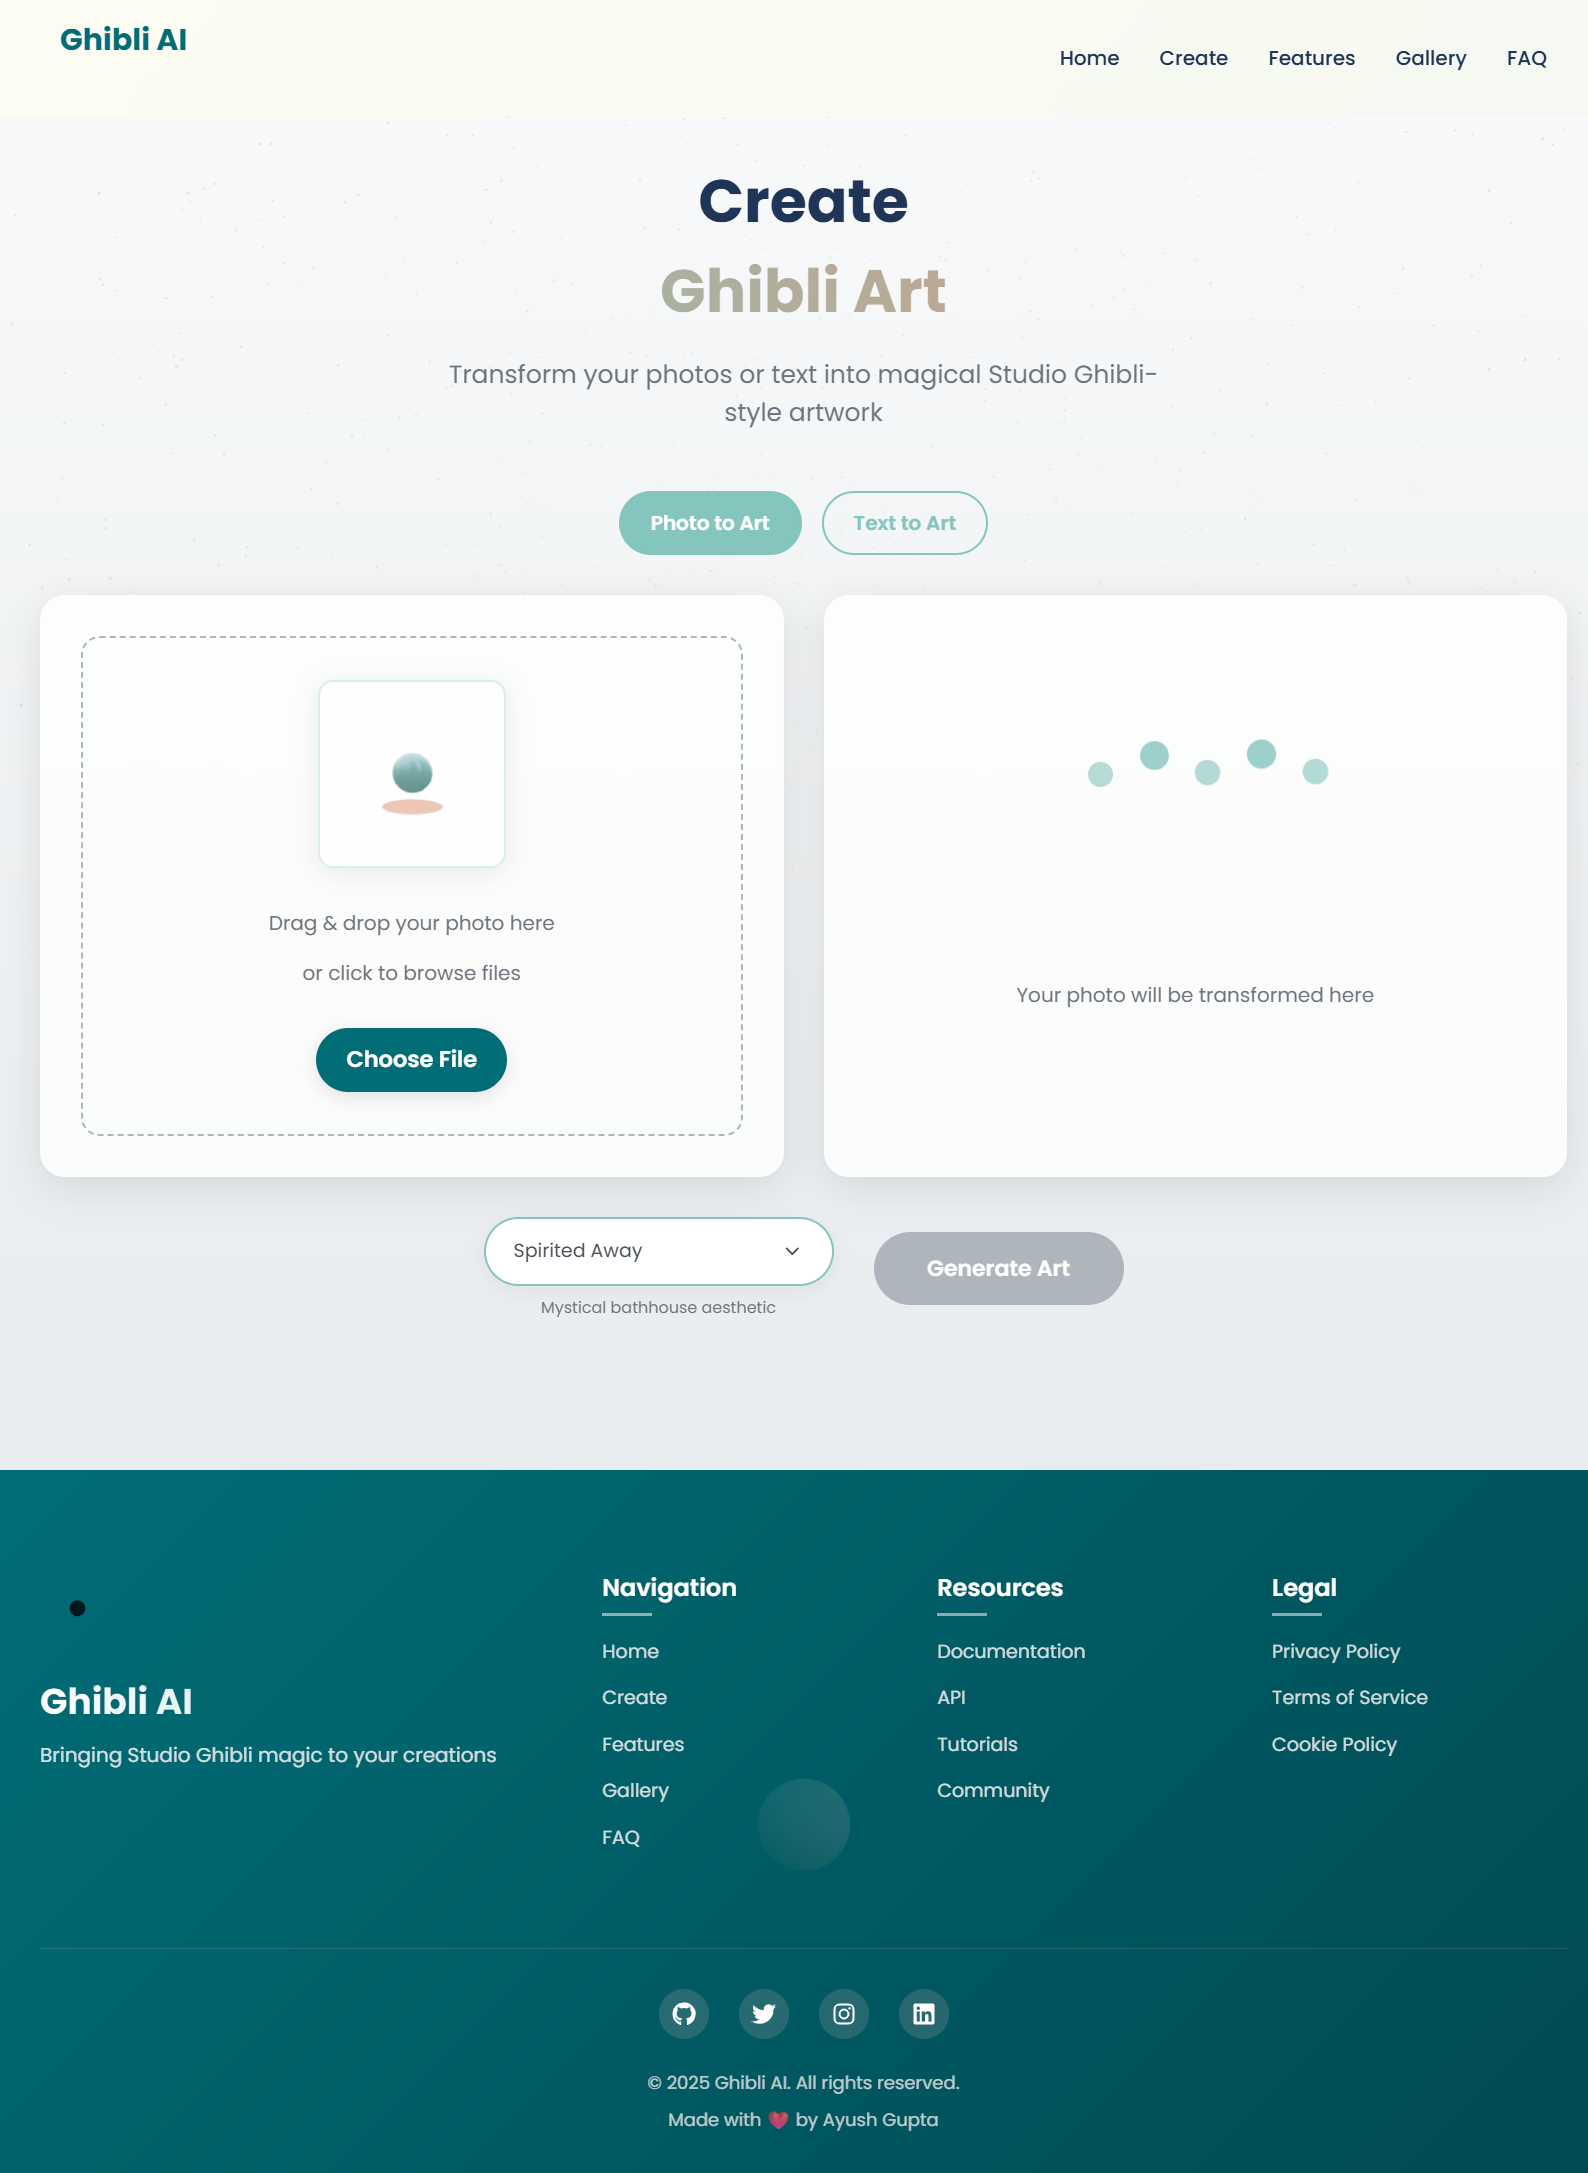 Ghibli AI
Home
Create
Features
Gallery
FAQ
Create
Ghibli Art
Transform your photos or text into magical Studio Ghibli-
style artwork
Photo to Art
Text to Art
Drag & drop your photo here
or click to browse files
Choose File
Your photo will be transformed here
Spirited Away
Mystical bathhouse aesthetic
Generate Art
Ghibli AI
Bringing Studio Ghibli magic to your creations
Navigation
Home
Create
Features
Gallery
FAQ
Resources
Documentation
API
Tutorials
Community
Legal
Privacy Policy
Terms of Service
Cookie Policy
© 2025 Ghibli AI. All rights reserved.
Made with 💗 by Ayush Gupta